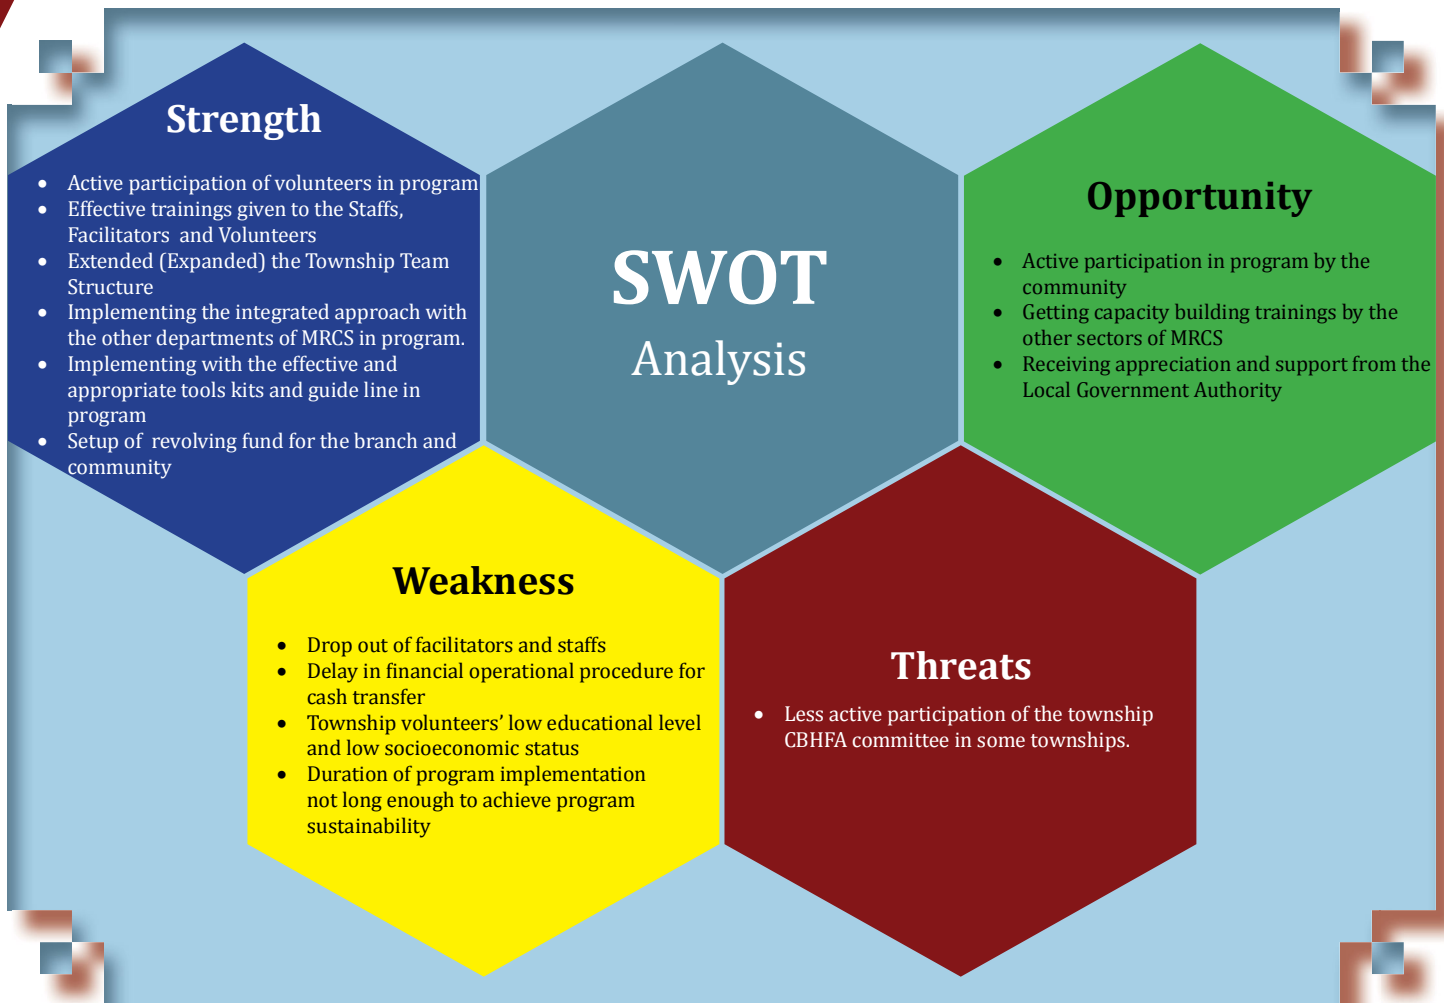 Strength
• Active participation of volunteers in program
• Effective trainings given to the Staffs,
Facilitators and Volunteers
• Extended (Expanded) the Township Team
Structure
• Implementing the integrated approach with
the other departments of MRCS in program.
• Implementing with the effective and
appropriate tools kits and guide line in
program
• Setup of revolving fund for the branch and
community
SWOT
Analysis
Opportunity
• Active participation in program by the
community
• Getting capacity building trainings by the
other sectors of MRCS
• Receiving appreciation and support from the
Local Government Authority
Weakness
• Drop out of facilitators and staffs
• Delay in financial operational procedure for
cash transfer
• Township volunteers’ low educational level
and low socioeconomic status
• Duration of program implementation
not long enough to achieve program
sustainability
Threats
• Less active participation of the township
CBHFA committee in some townships.